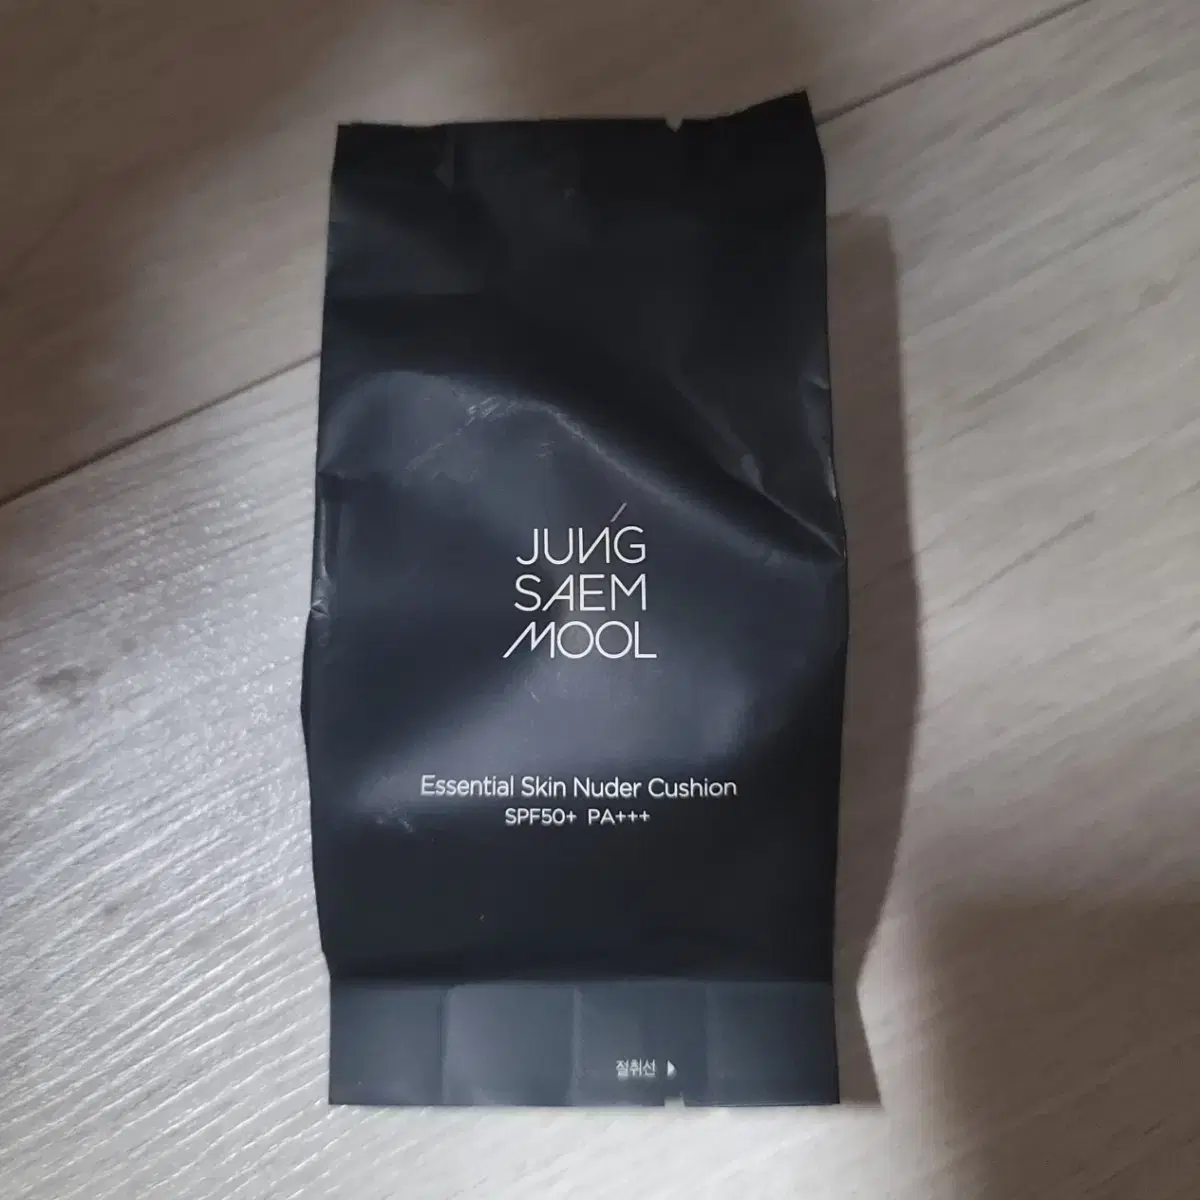 JUNG
SAEM
MOOL
Essential Skin Nuder Cushion
SPF50+ PA+++
절취선 ▶